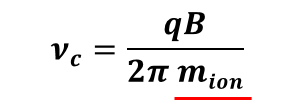 ν_c = qB / 2π m_ion